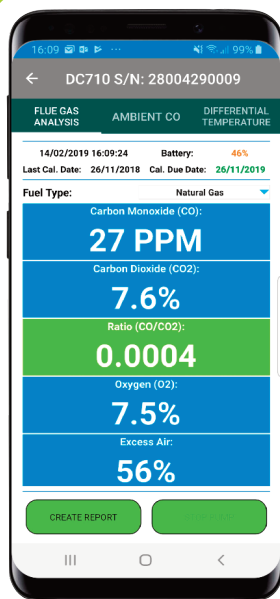 16:09 99%
DC710 S/N: 28004290009
FLUE GAS ANALYSIS AMBIENT CO DIFFERENTIAL TEMPERATURE
14/02/2019 16:09:24 Battery: 46%
Last Cal. Date: 26/11/2018 Cal. Due Date: 26/11/2019
Fuel Type: Natural Gas
Carbon Monoxide (CO):
27 PPM
Carbon Dioxide (CO2):
7.6%
Ratio (CO/CO2):
0.0004
Oxygen (O2):
7.5%
Excess Air:
56%
CREATE REPORT